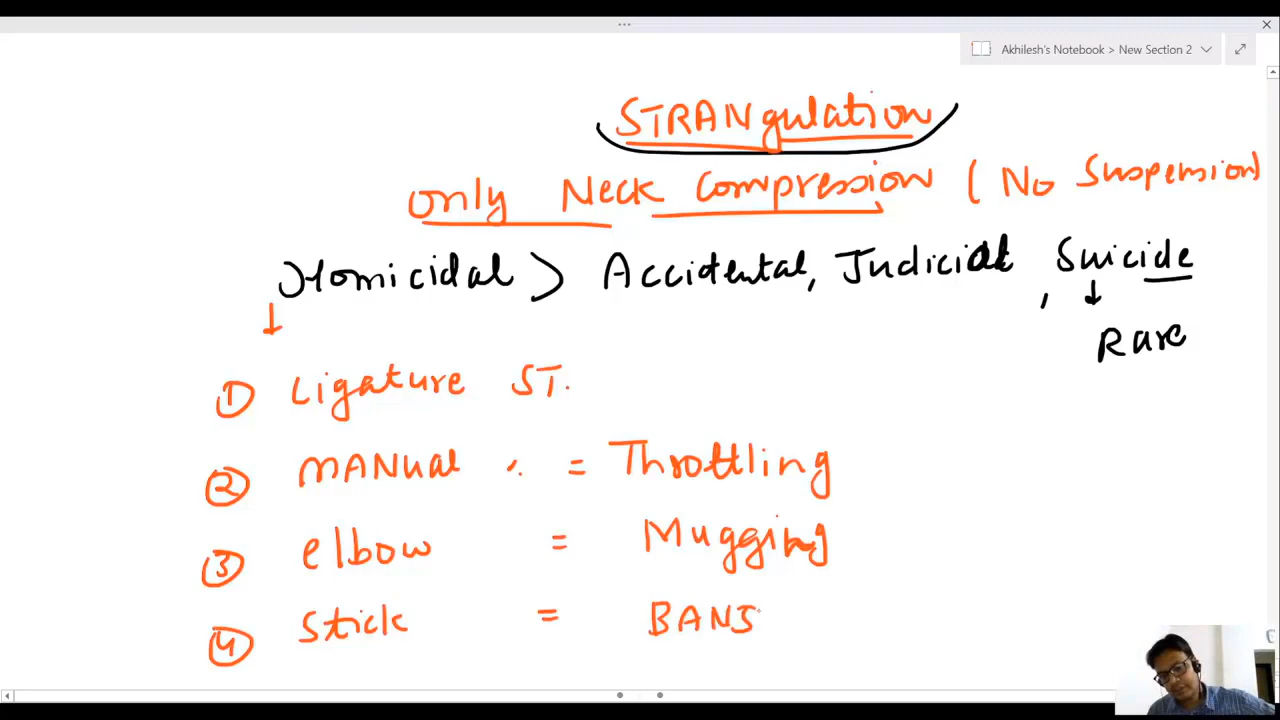 Akhilesh's Notebook > New Section 2
STRANgulation
only Neck compression (No Suspension)
Homicidal > Accidental, Judicial, Suicide
Rare
① Ligature ST.
② MANual " = Throttling
③ elbow = Mugging
④ Stick = BANS